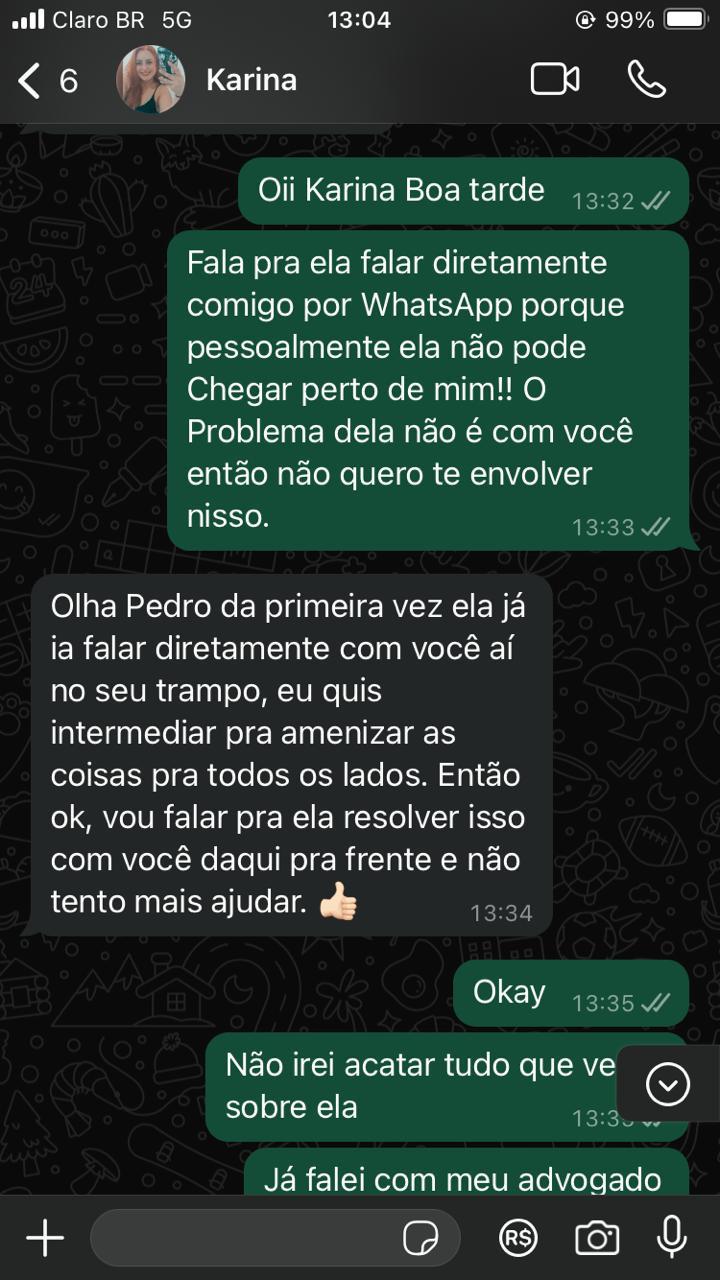 Claro BR 5G 13:04 99%
6 Karina
Oii Karina Boa tarde 13:32
Fala pra ela falar diretamente
comigo por WhatsApp porque
pessoalmente ela não pode
Chegar perto de mim!! O
Problema dela não é com você
então não quero te envolver
nisso. 13:33
Olha Pedro da primeira vez ela já
ia falar diretamente com você aí
no seu trampo, eu quis
intermediar pra amenizar as
coisas pra todos os lados. Então
ok, vou falar pra ela resolver isso
com você daqui pra frente e não
tento mais ajudar. 👍🏻 13:34
Okay 13:35
Não irei acatar tudo que
sobre ela
Já falei com meu advogado
R$